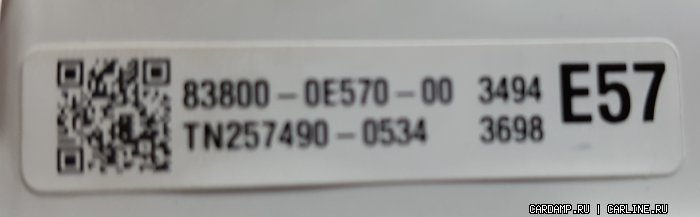 83800-0E570-00 3494 E57
TN257490-0534 3698
CARDAMP.RU | CARLINE.RU